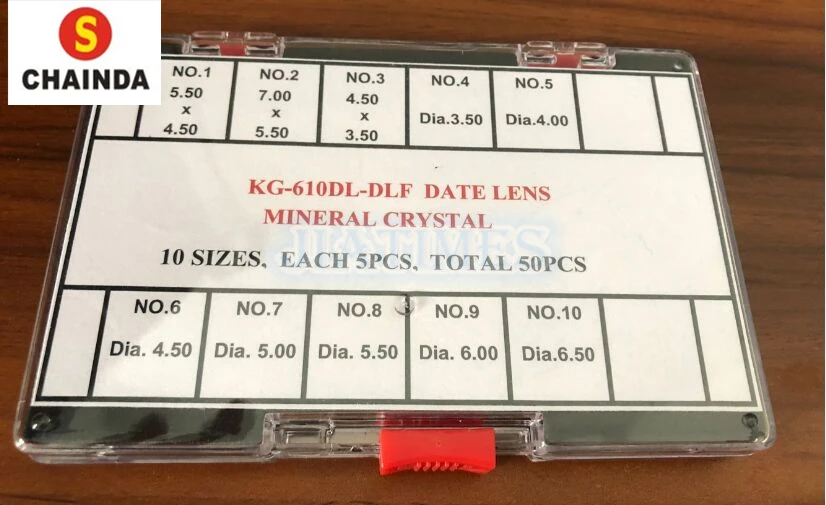 S
CHAINDA
NO.1
5.50
x
4.50
NO.2
7.00
x
5.50
NO.3
4.50
x
3.50
NO.4
Dia.3.50
NO.5
Dia.4.00
KG-610DL-DLF DATE LENS
MINERAL CRYSTAL
JIATIMES
10 SIZES, EACH 5PCS, TOTAL 50PCS
NO.6
Dia. 4.50
NO.7
Dia. 5.00
NO.8
Dia. 5.50
NO.9
Dia. 6.00
NO.10
Dia.6.50